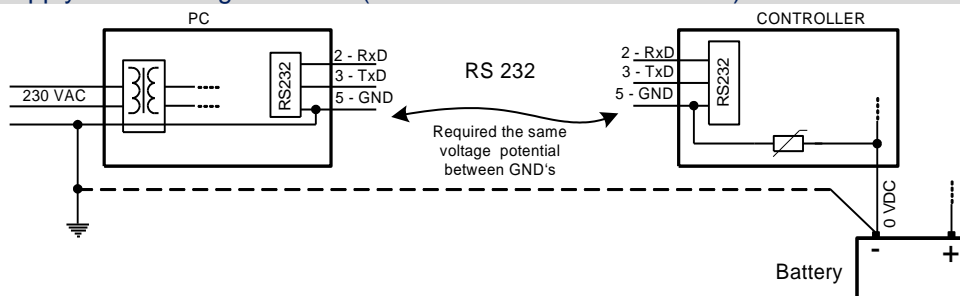 PC
CONTROLLER
2 - RxD
3 - TxD
5 - GND
RS232
230 VAC
RS 232
Required the same
voltage potential
between GND's
2 - RxD
3 - TxD
5 - GND
RS232
0 VDC
-
+
Battery